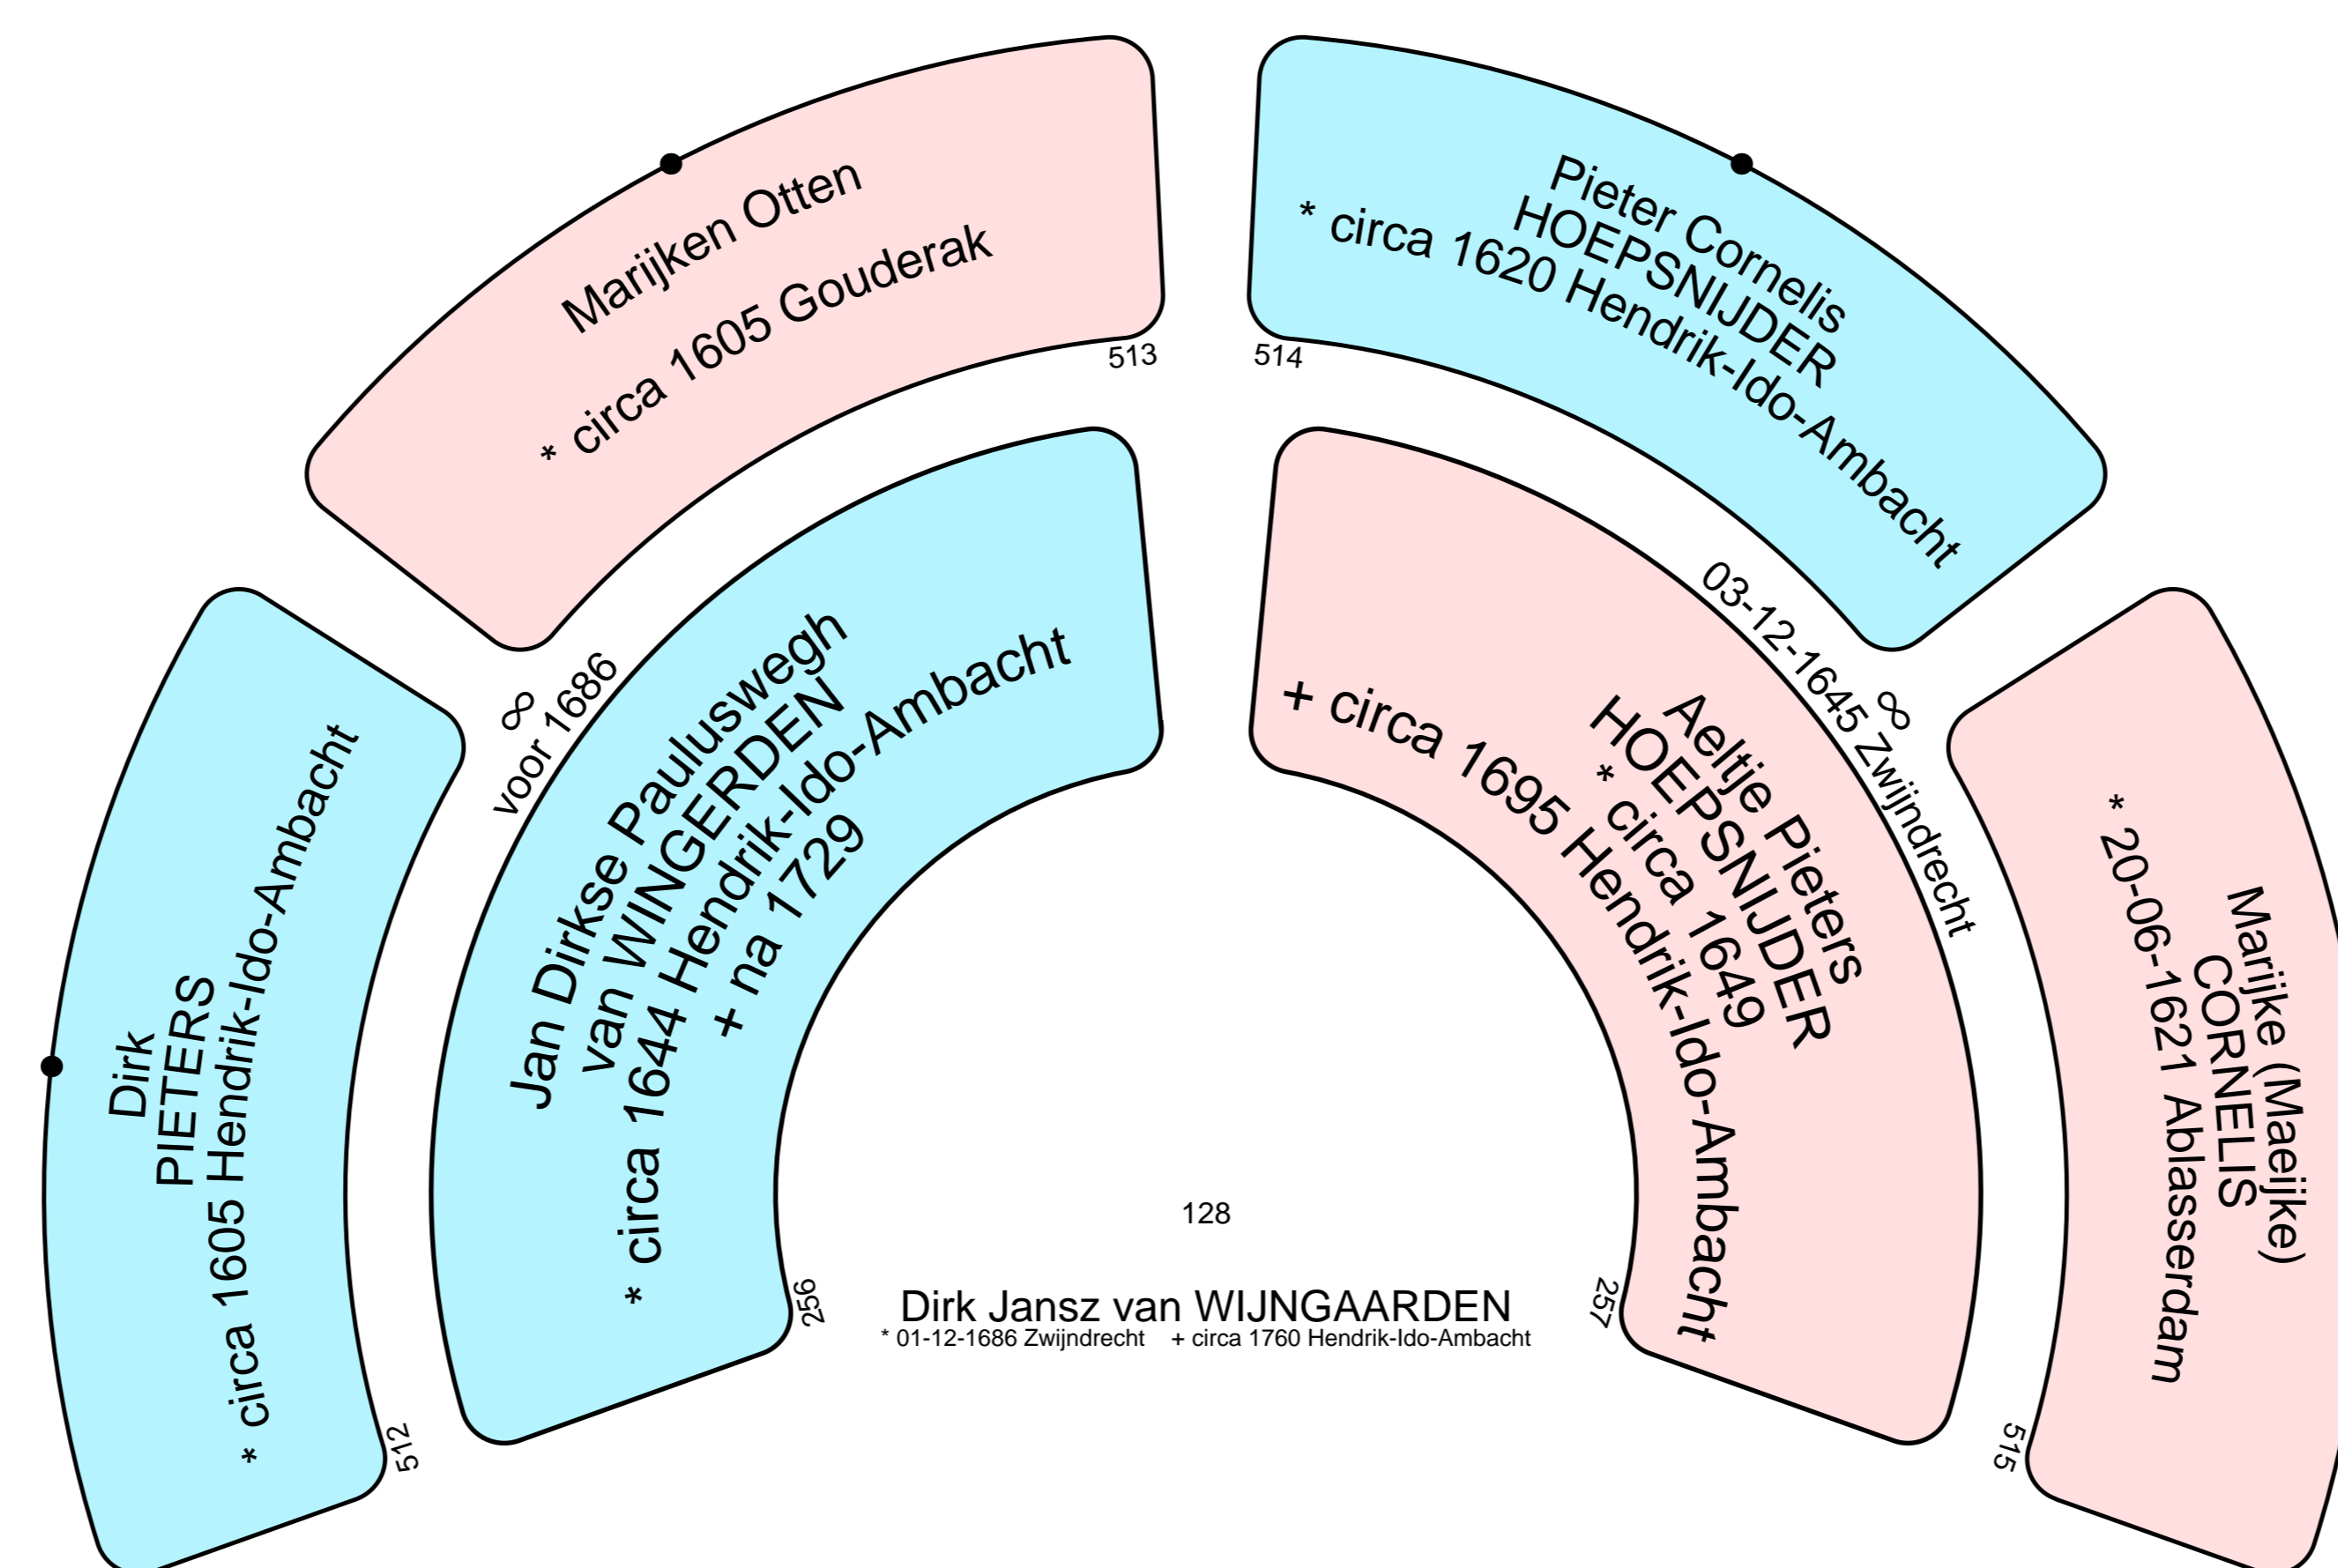 Marijken Otten
* circa 1605 Gouderak
513
Pieter Cornelis
HOEPSNIJDER
* circa 1620 Hendrik-Ido-Ambacht
514
Dirk
PIETERS
* circa 1605 Hendrik-Ido-Ambacht
512
∞
voor 1686
Jan Dirkse Pauluswegh
van WINGERDEN
* circa 1644 Hendrik-Ido-Ambacht
+ na 1729
256
Aeltje Pieters
HOEPSNIJDER
* circa 1649
+ circa 1695 Hendrik-Ido-Ambacht
257
∞
03-12-1645 Zwijndrecht
Marijke (Maeijke)
CORNELIS
* 20-06-1621 Ablasserdam
515
128
Dirk Jansz van WIJNGAARDEN
* 01-12-1686 Zwijndrecht + circa 1760 Hendrik-Ido-Ambacht